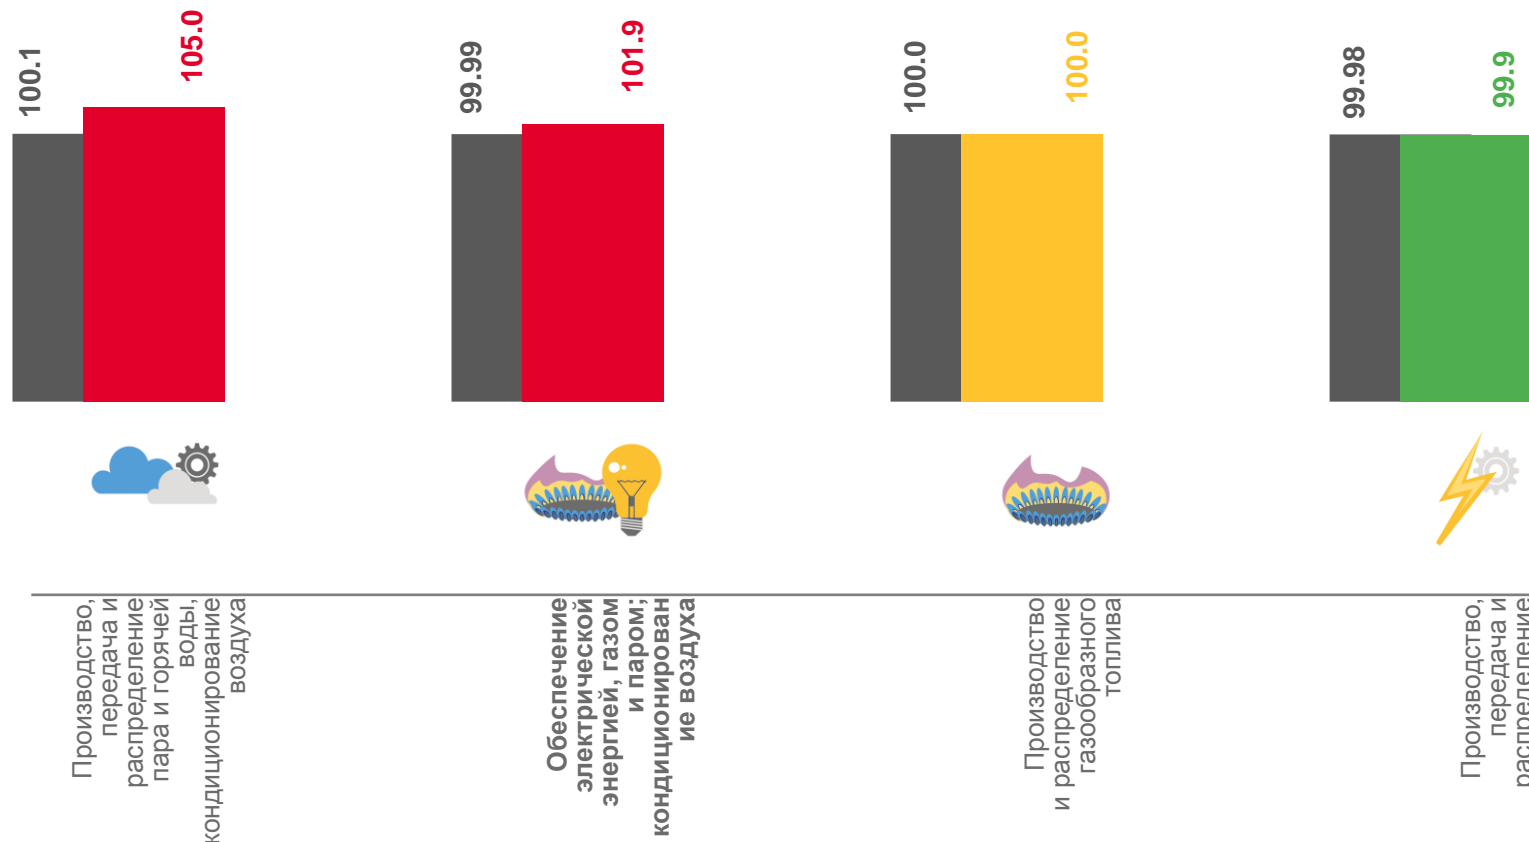 100.1
105.0
99.99
101.9
100.0
100.0
99.98
99.9
Производство,
передача и
распределение
пара и горячей
воды,
кондиционирование
воздуха
Обеспечение
электрической
энергией, газом
и паром;
кондиционирован
ие воздуха
Производство
и распределение
газообразного
топлива
Производство,
передача и
распределение